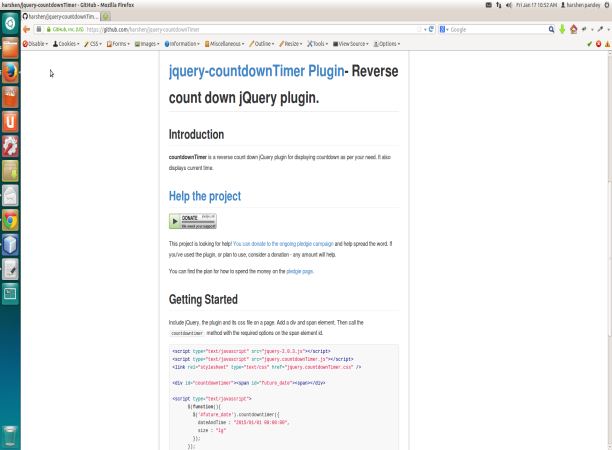 harshen/jquery-countdownTimer - GitHub - Mozilla Firefox
Fri Jan 17 10:52 AM harshen pandey
harshen/jquery-countdownTim...
GitHub, Inc. (US) https://github.com/harshen/jquery-countdownTimer
Google
Disable Cookies CSS Forms Images Information Miscellaneous Outline Resize Tools View Source Options
jquery-countdownTimer Plugin- Reverse
count down jQuery plugin.
Introduction
countdownTimer is a reverse count down jQuery plugin for displaying countdown as per your need. It also
displays current time.
Help the project
DONATE
We need your support!
This project is looking for help! You can donate to the ongoing pledgie campaign and help spread the word. If
you've used the plugin, or plan to use, consider a donation - any amount will help.
You can find the plan for how to spend the money on the pledgie page.
Getting Started
Include jQuery, the plugin and its css file on a page. Add a div and span element. Then call the
countdowntimer method with the required options on the span element id.
<script type="text/javascript" src="jquery-2.0.3.js"></script>
<script type="text/javascript" src="jquery.countdownTimer.js"></script>
<link rel="stylesheet" type="text/css" href="jquery.countdownTimer.css" />
<div id="countdowntimer"><span id="future_date"><span></div>
<script type="text/javascript">
$(function(){
$('#future_date').countdowntimer({
dateAndTime : "2015/01/01 00:00:00",
size : "lg"
});
});